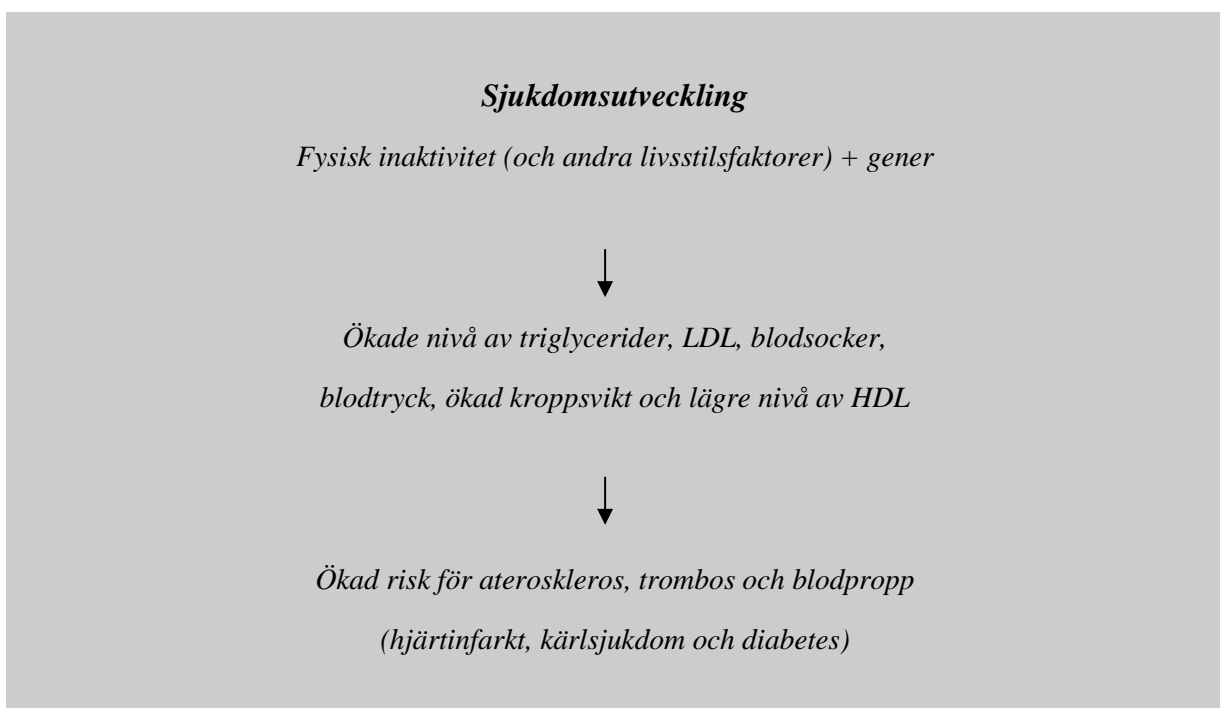 Sjukdomsutveckling
Fysisk inaktivitet (och andra livsstilsfaktorer) + gener
Ökade nivå av triglycerider, LDL, blodsocker,
blodtryck, ökad kroppsvikt och lägre nivå av HDL
Ökad risk för ateroskleros, trombos och blodpropp
(hjärtinfarkt, kärlsjukdom och diabetes)